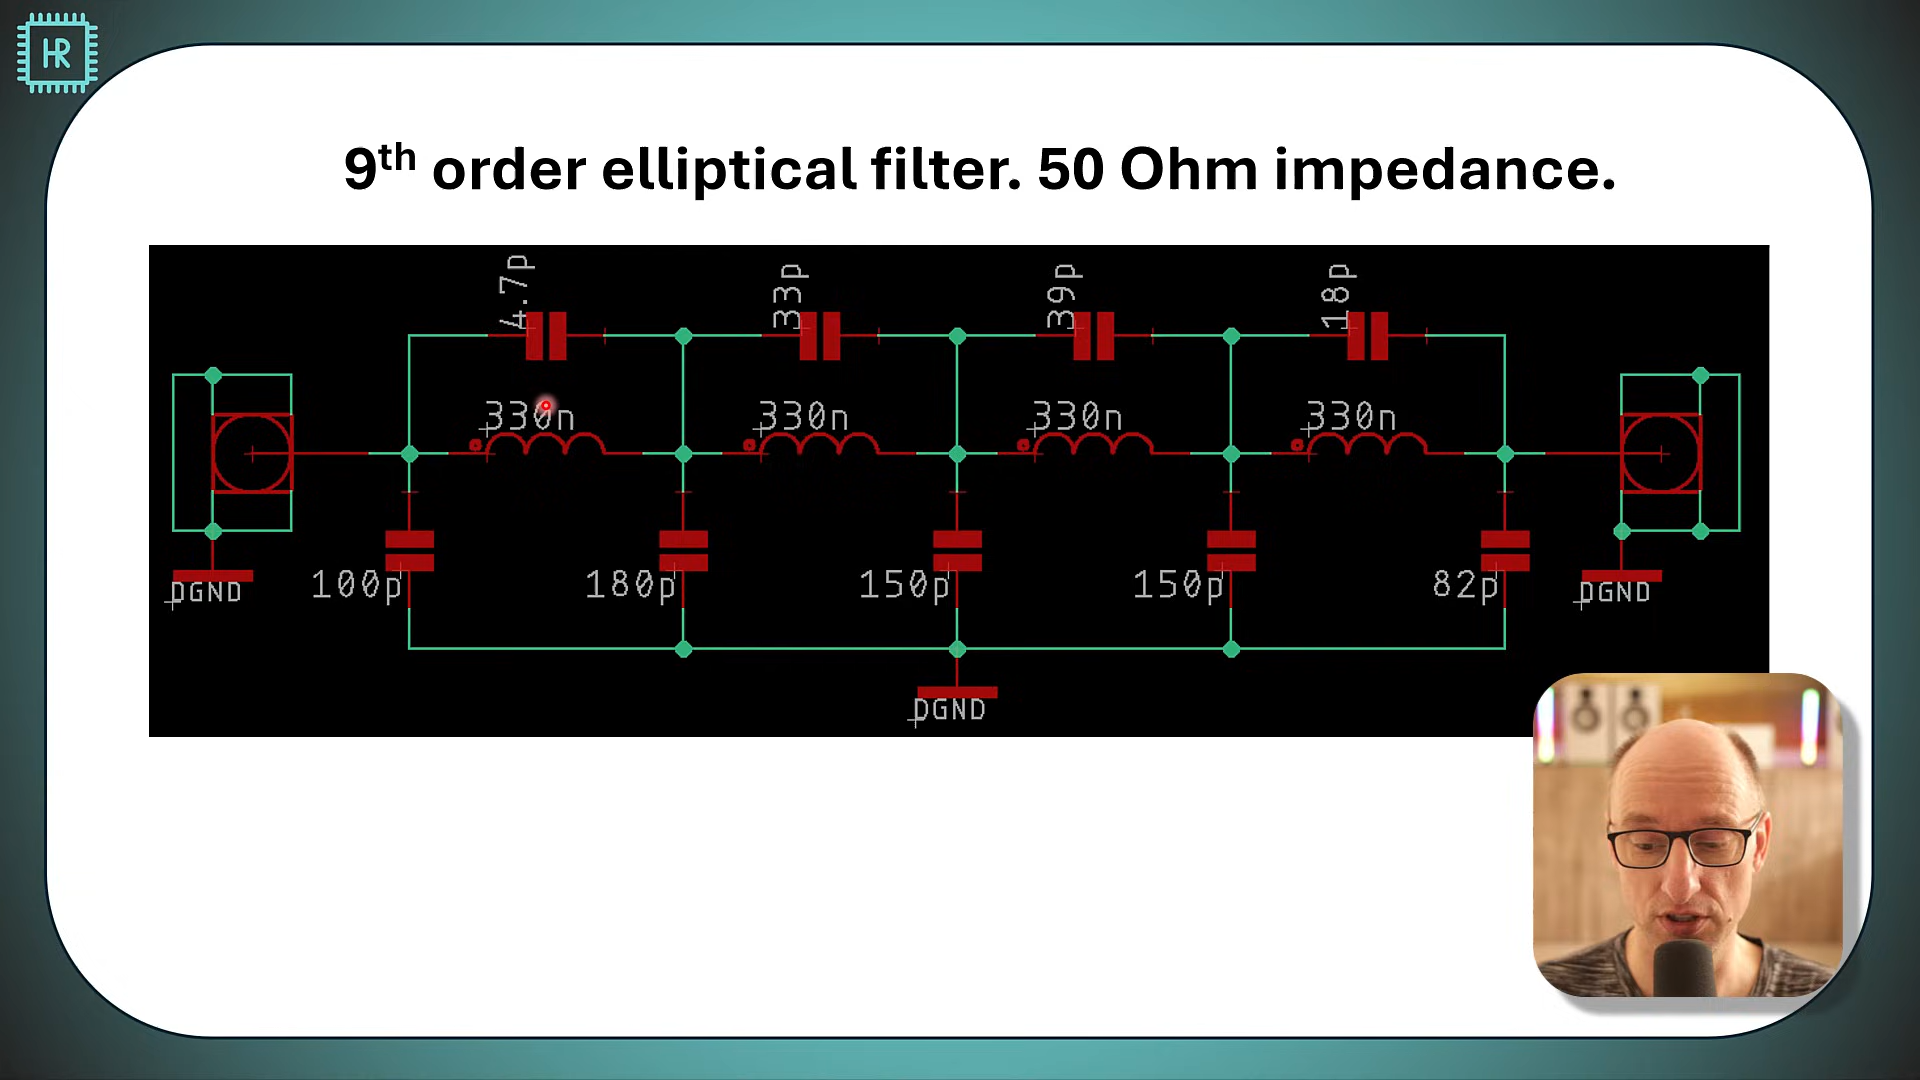 HR
9th order elliptical filter. 50 Ohm impedance.
4.7p 33p 39p 18p
330n 330n 330n 330n
100p 180p 150p 150p 82p
DGND DGND
DGND